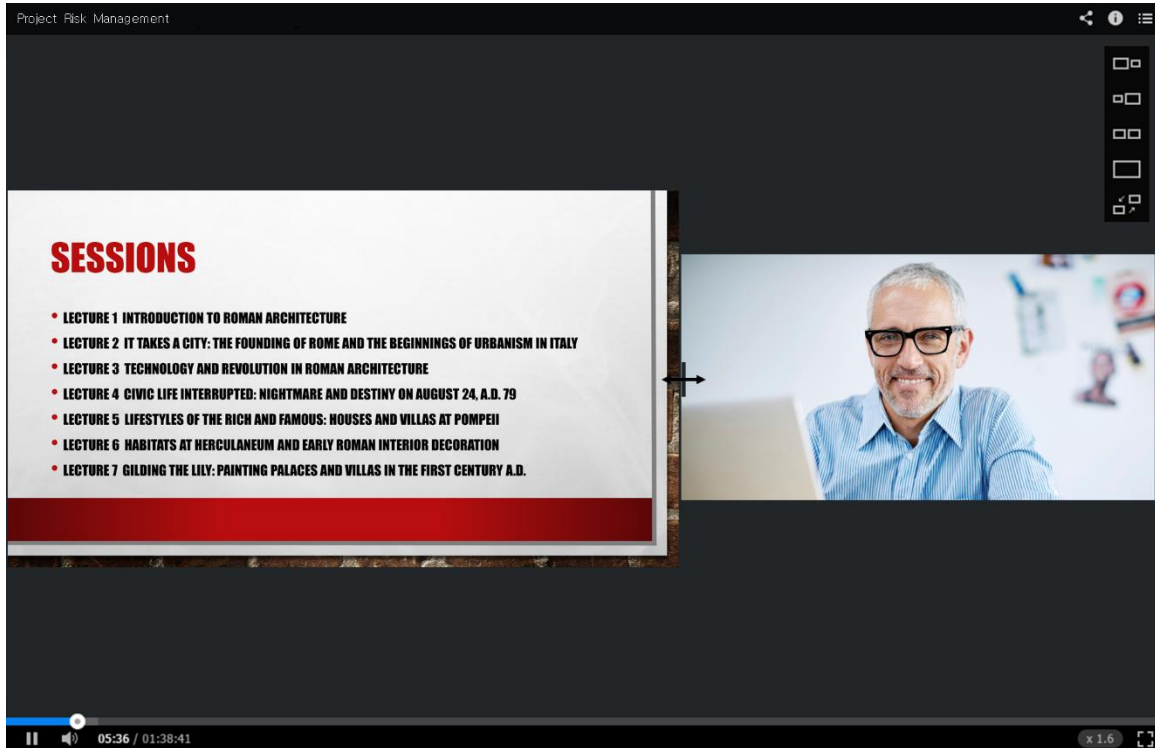 Project Risk Management
SESSIONS
• LECTURE 1 INTRODUCTION TO ROMAN ARCHITECTURE
• LECTURE 2 IT TAKES A CITY: THE FOUNDING OF ROME AND THE BEGINNINGS OF URBANISM IN ITALY
• LECTURE 3 TECHNOLOGY AND REVOLUTION IN ROMAN ARCHITECTURE
• LECTURE 4 CIVIC LIFE INTERRUPTED: NIGHTMARE AND DESTINY ON AUGUST 24, A.D. 79
• LECTURE 5 LIFESTYLES OF THE RICH AND FAMOUS: HOUSES AND VILLAS AT POMPEII
• LECTURE 6 HABITATS AT HERCULANEUM AND EARLY ROMAN INTERIOR DECORATION
• LECTURE 7 GILDING THE LILY: PAINTING PALACES AND VILLAS IN THE FIRST CENTURY A.D.
05:36 / 01:38:41
x 1.6